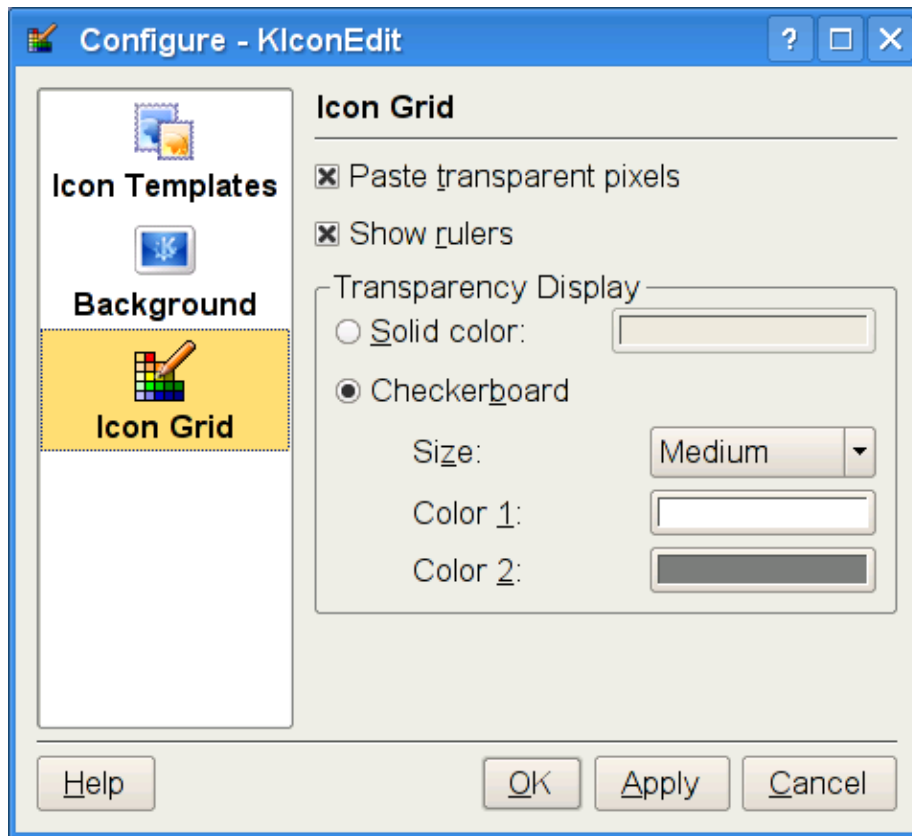 Configure - KIconEdit
?
Icon Templates
Background
Icon Grid
Icon Grid
Paste transparent pixels
Show rulers
Transparency Display
Solid color:
Checkerboard
Size: Medium
Color 1:
Color 2:
Help OK Apply Cancel